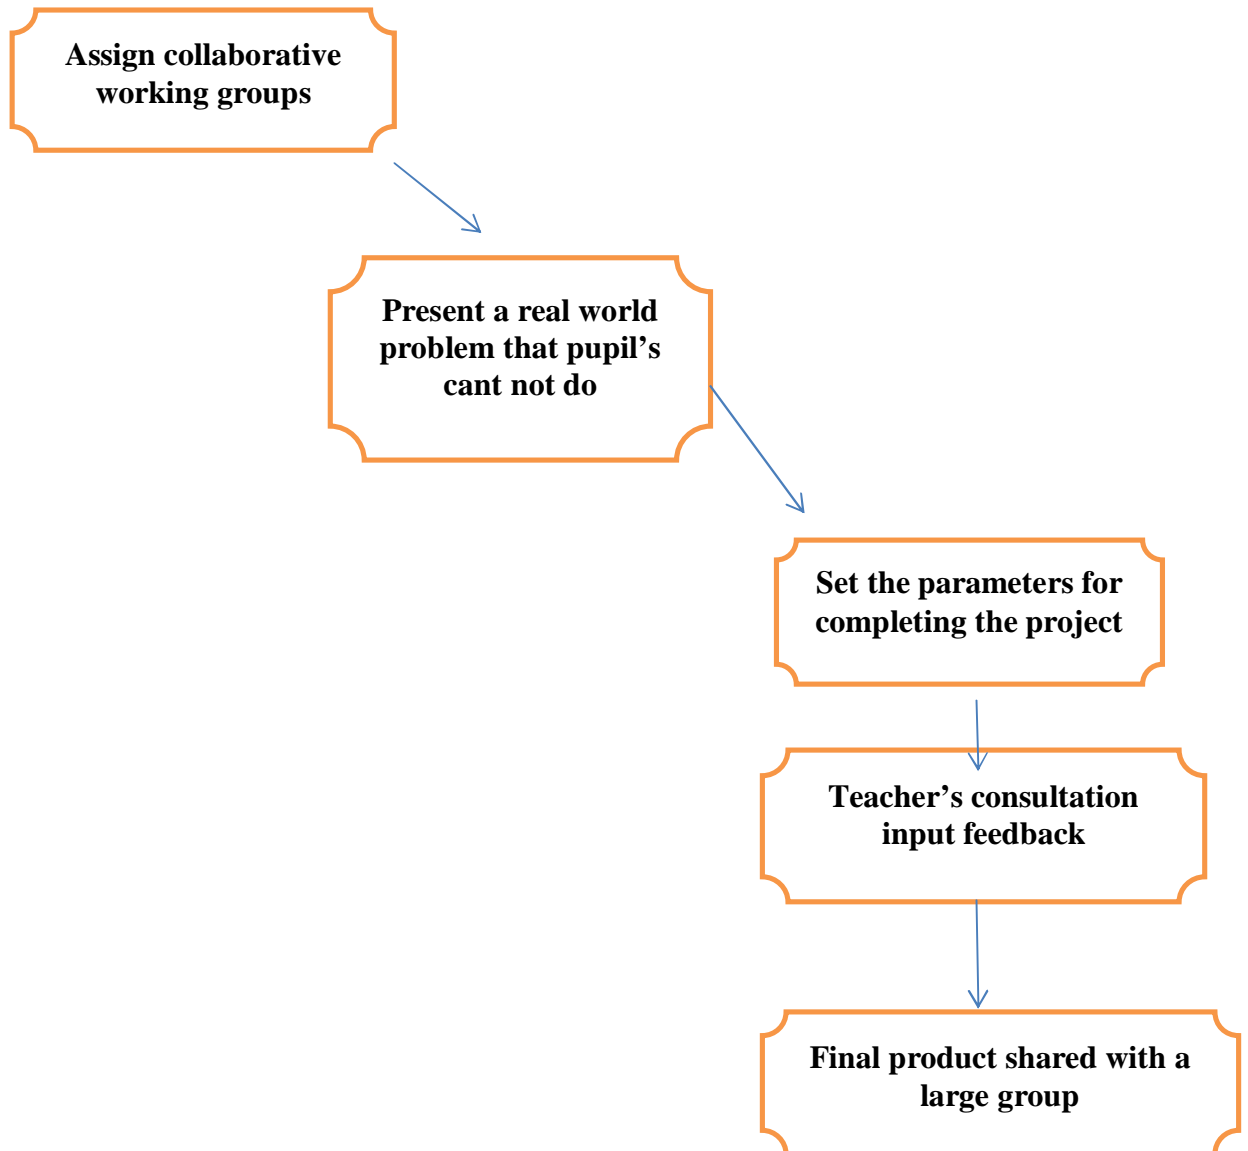 Assign collaborative
working groups
Present a real world
problem that pupil’s
cant not do
Set the parameters for
completing the project
Teacher’s consultation
input feedback
Final product shared with a
large group